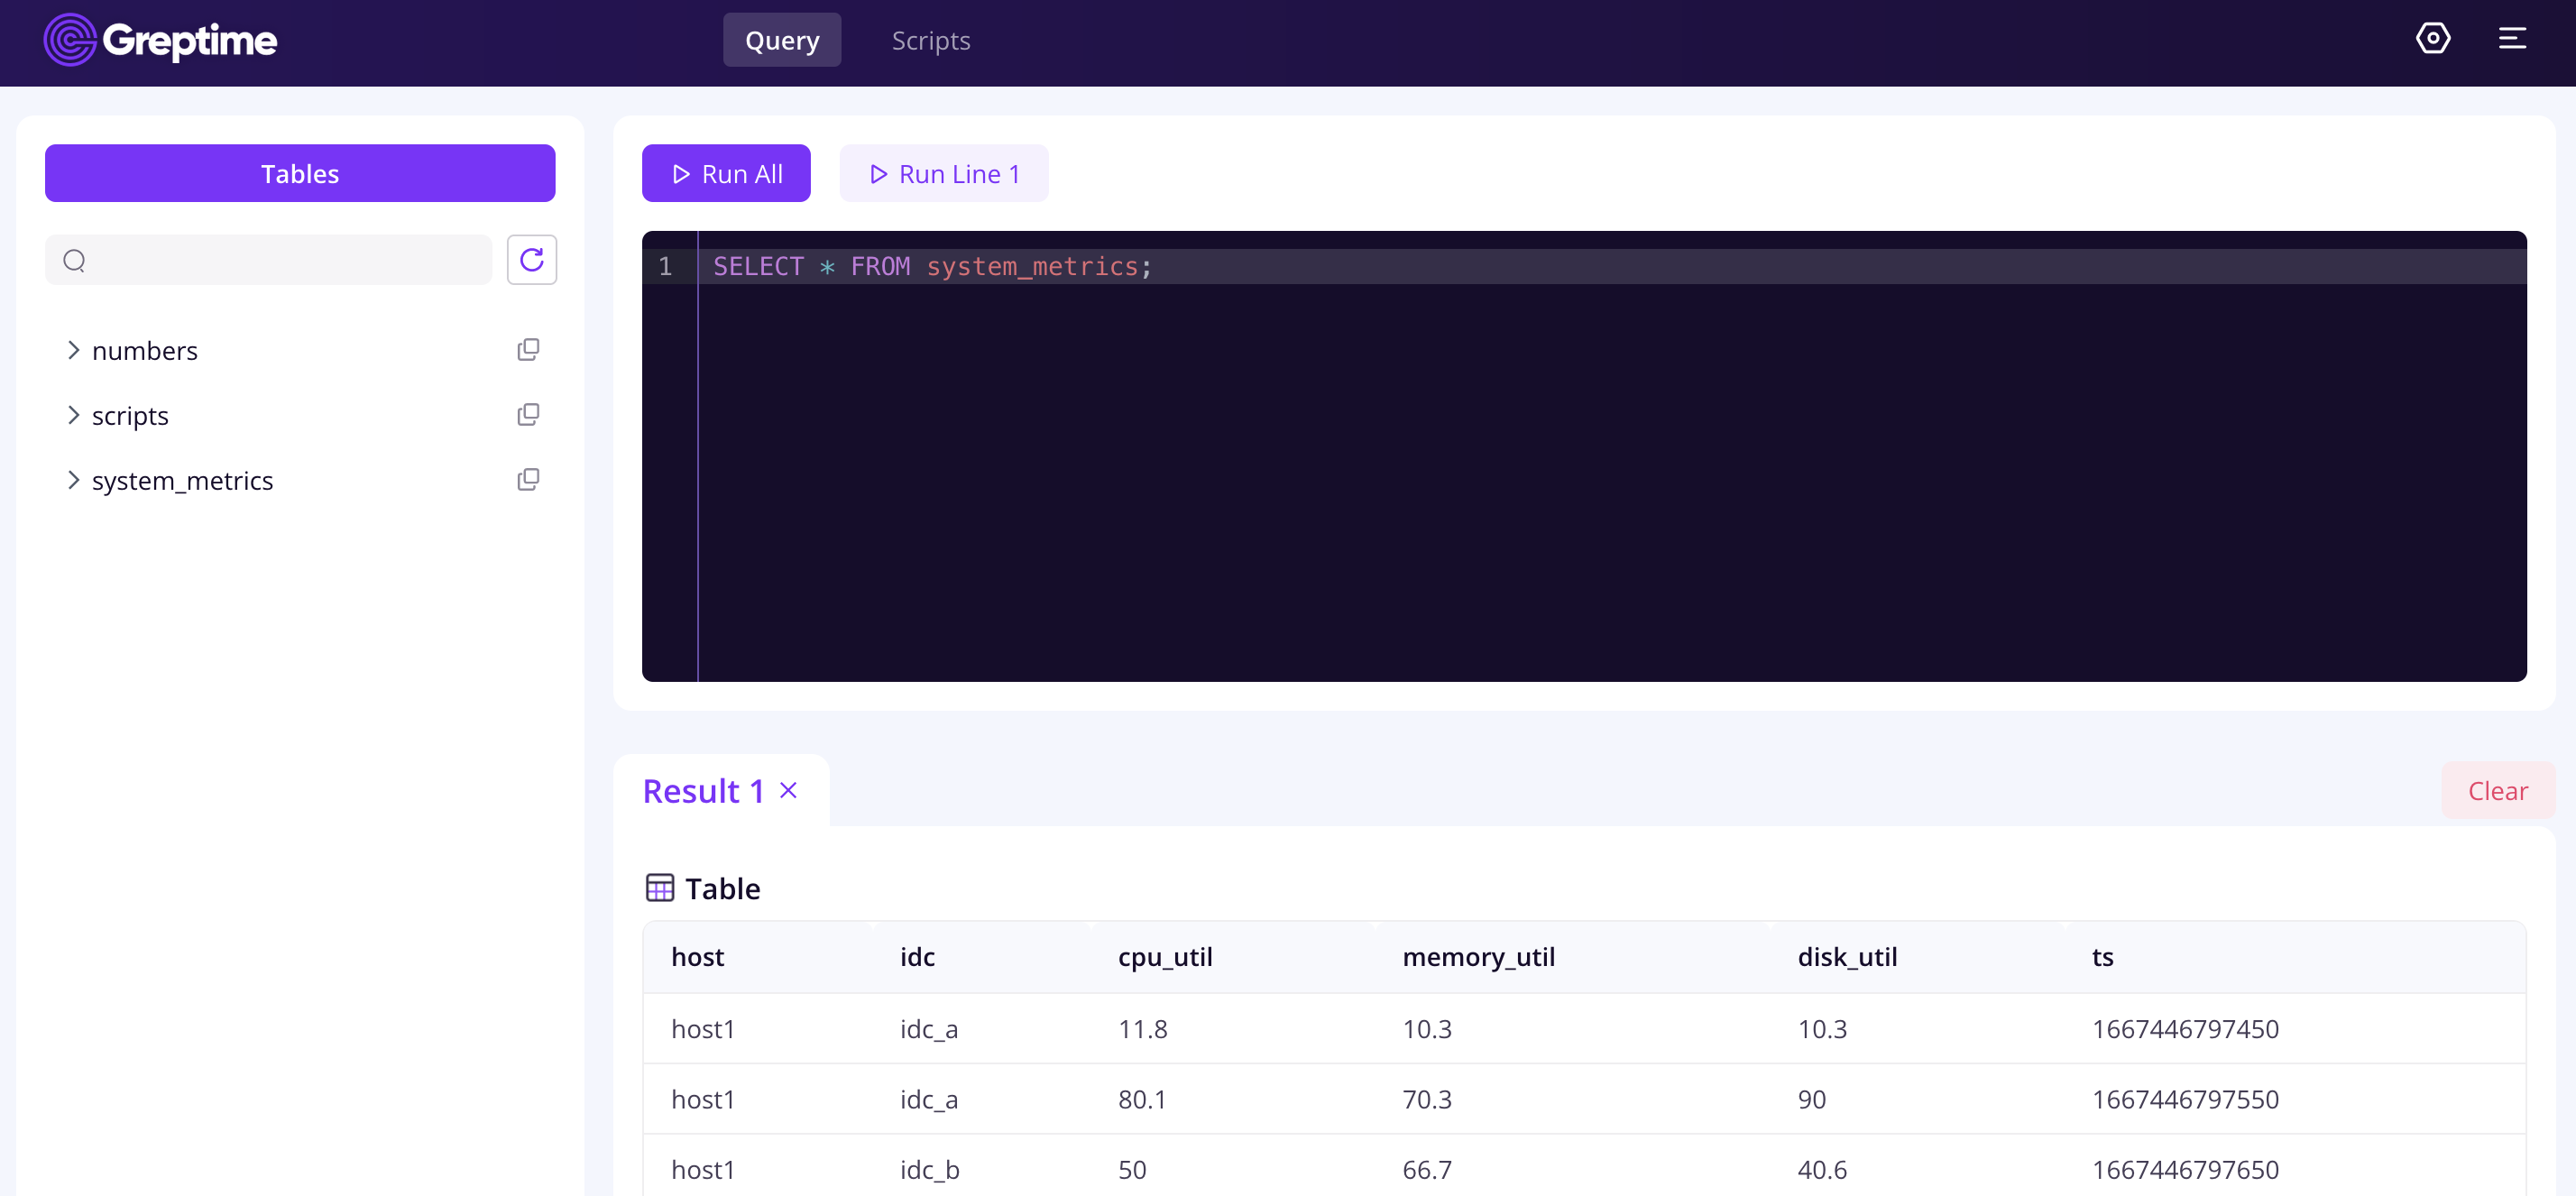 Greptime
Query
Scripts
Tables
numbers
scripts
system_metrics
Run All
Run Line 1
1 SELECT * FROM system_metrics;
Result 1
Clear
Table
host idc cpu_util memory_util disk_util ts
host1 idc_a 11.8 10.3 10.3 1667446797450
host1 idc_a 80.1 70.3 90 1667446797550
host1 idc_b 50 66.7 40.6 1667446797650